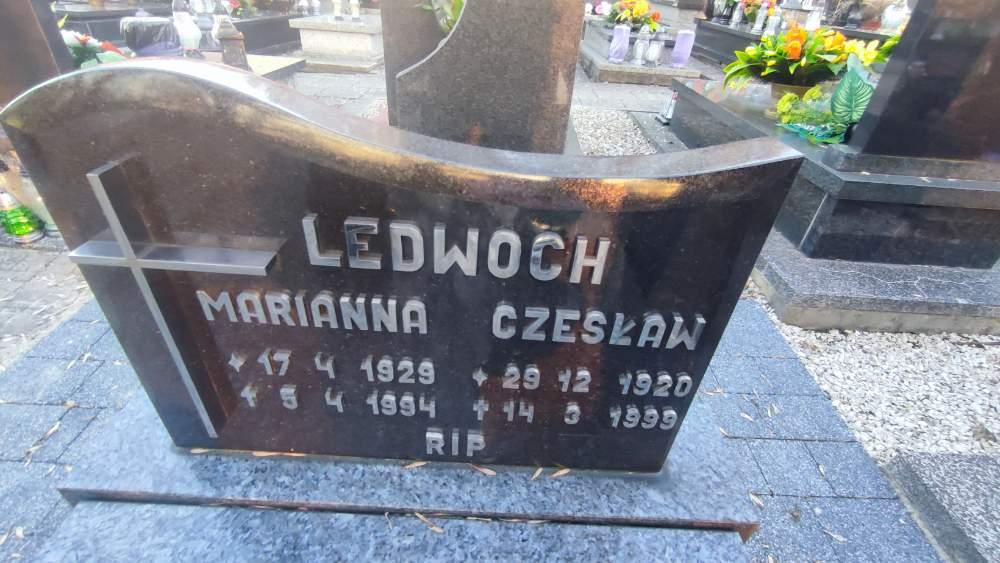 LEDWOCH
MARIANNA CZESŁAW
+ 17 4 1929 + 29 12 1920
+ 5 4 1994 + 14 3 1999
RIP